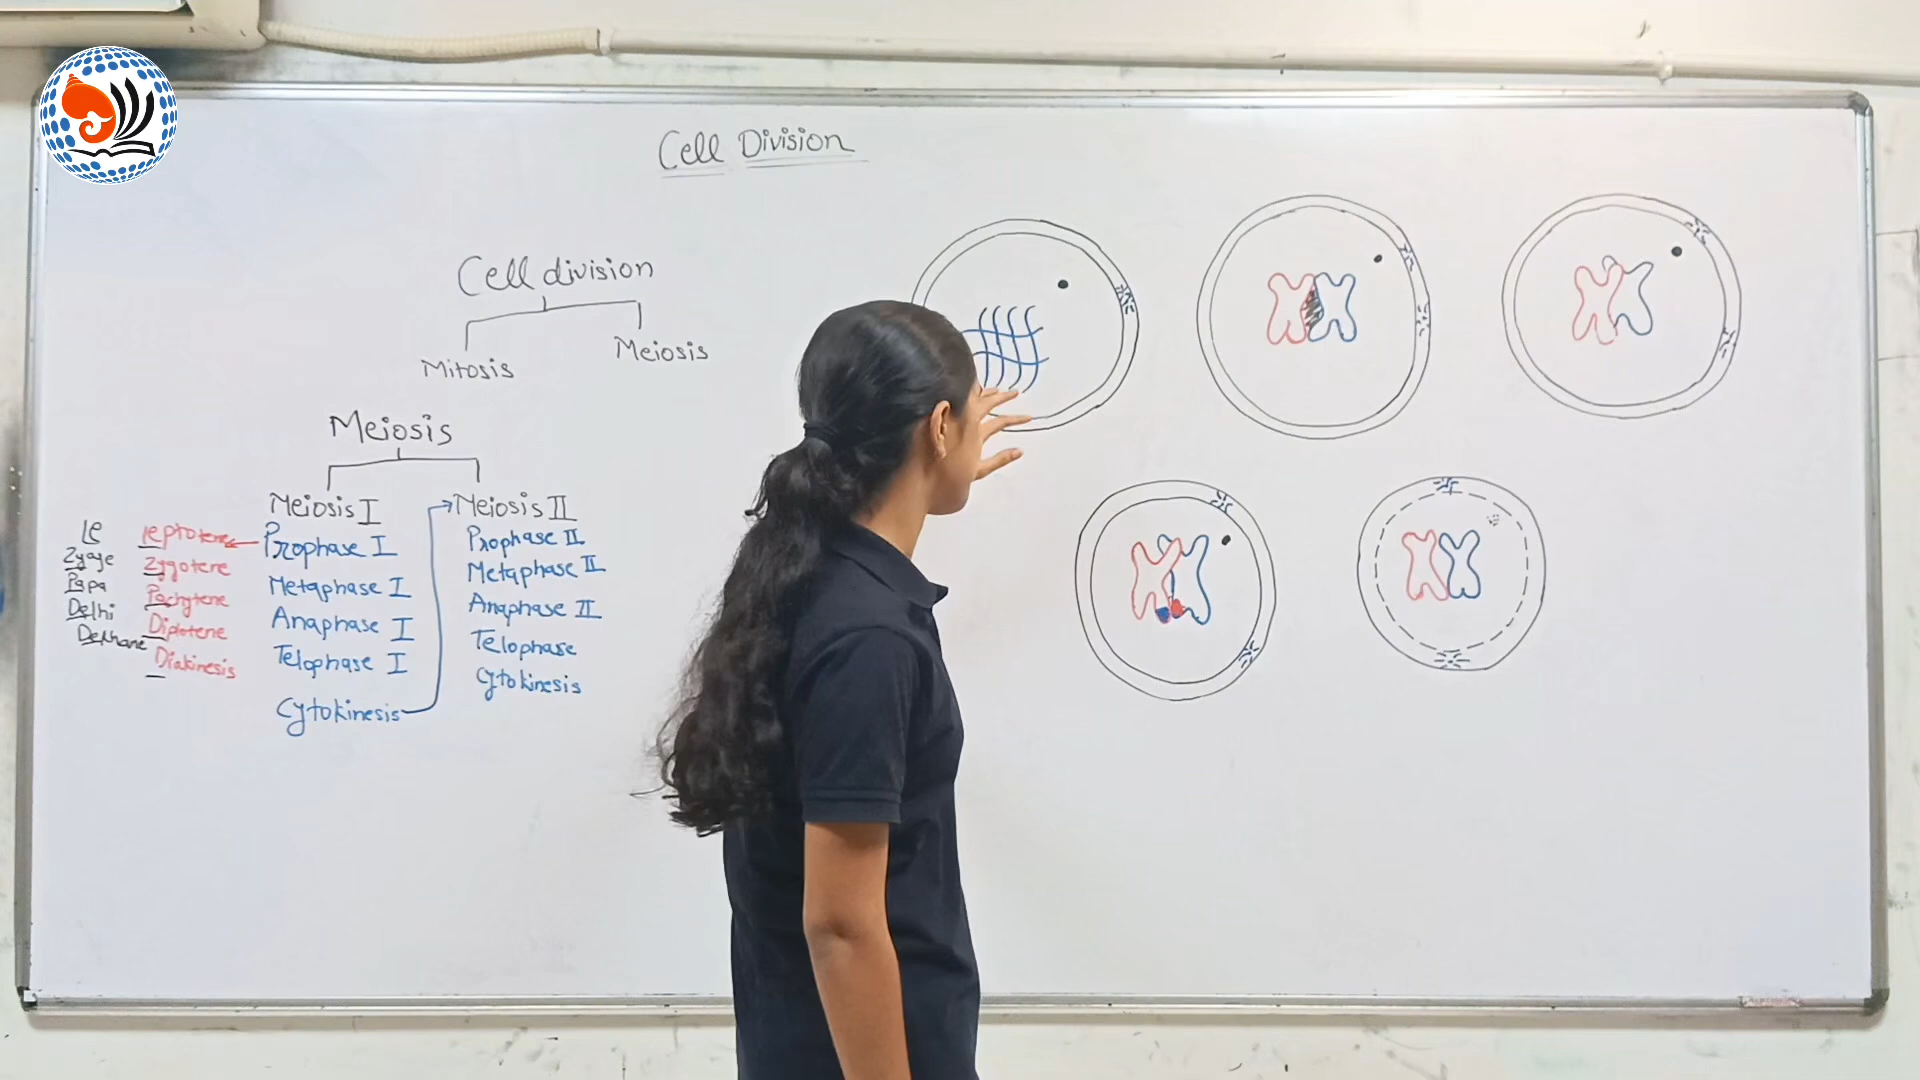 Cell Division
Cell division
Mitosis
Meiosis
Meiosis
Meiosis I
Prophase I
Metaphase I
Anaphase I
Telophase I
Cytokinesis
Meiosis II
Prophase II
Metaphase II
Anaphase II
Telophase
Cytokinesis
leptotene
Zygotene
Pachytene
Diplotene
Diakinesis
Le
Zyaye
Papa
Delhi
Dekhane